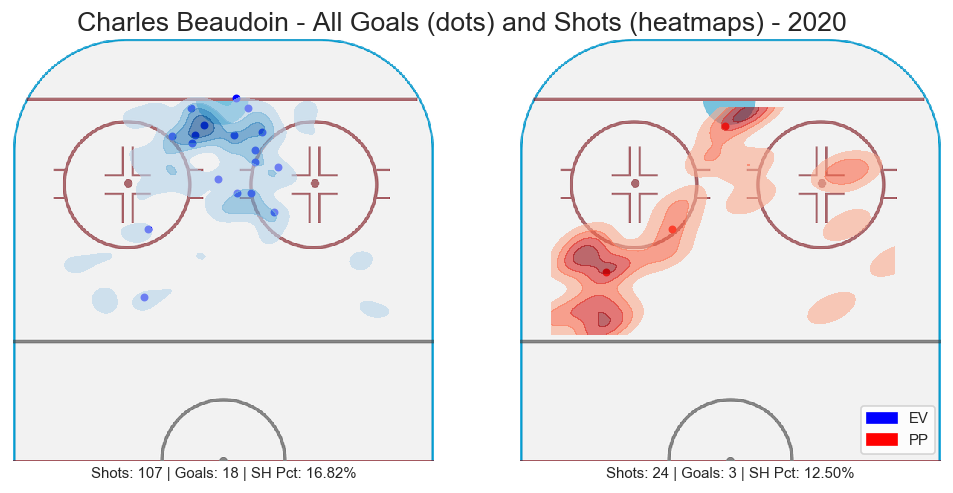 Charles Beaudoin - All Goals (dots) and Shots (heatmaps) - 2020
EV
PP
Shots: 107 | Goals: 18 | SH Pct: 16.82%
Shots: 24 | Goals: 3 | SH Pct: 12.50%